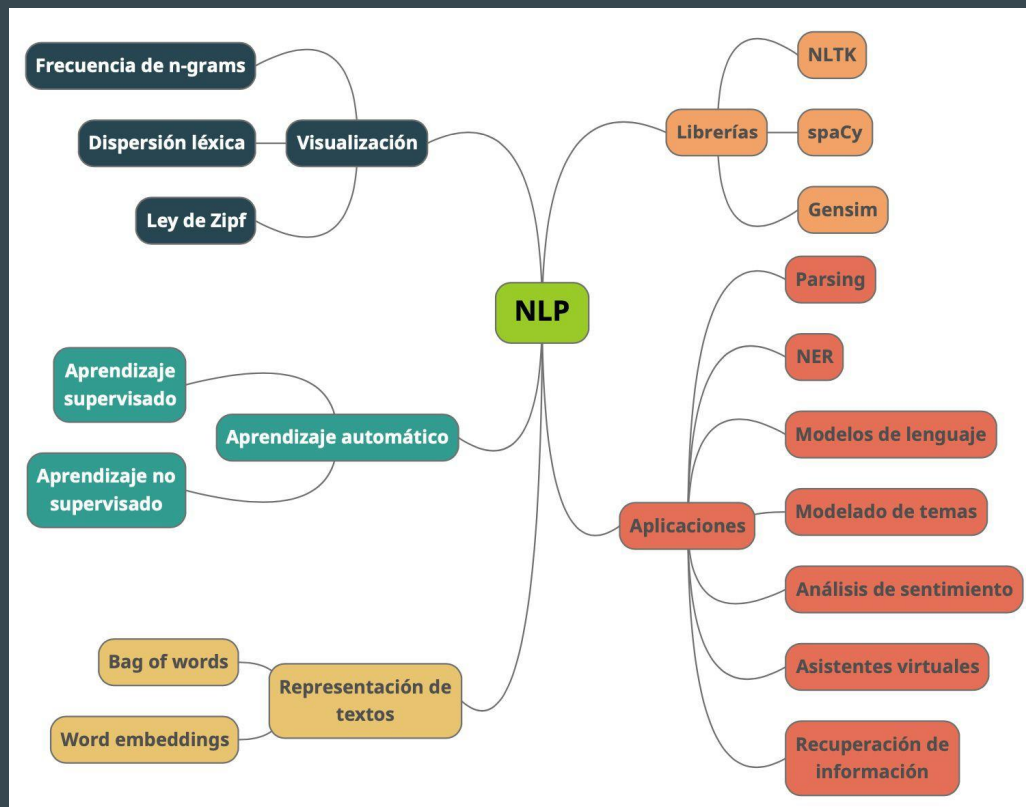 NLP
Visualización
Frecuencia de n-grams
Dispersión léxica
Ley de Zipf
Aprendizaje automático
Aprendizaje
supervisado
Aprendizaje no
supervisado
Representación de
textos
Bag of words
Word embeddings
Librerías
NLTK
spaCy
Gensim
Aplicaciones
Parsing
NER
Modelos de lenguaje
Modelado de temas
Análisis de sentimiento
Asistentes virtuales
Recuperación de
información